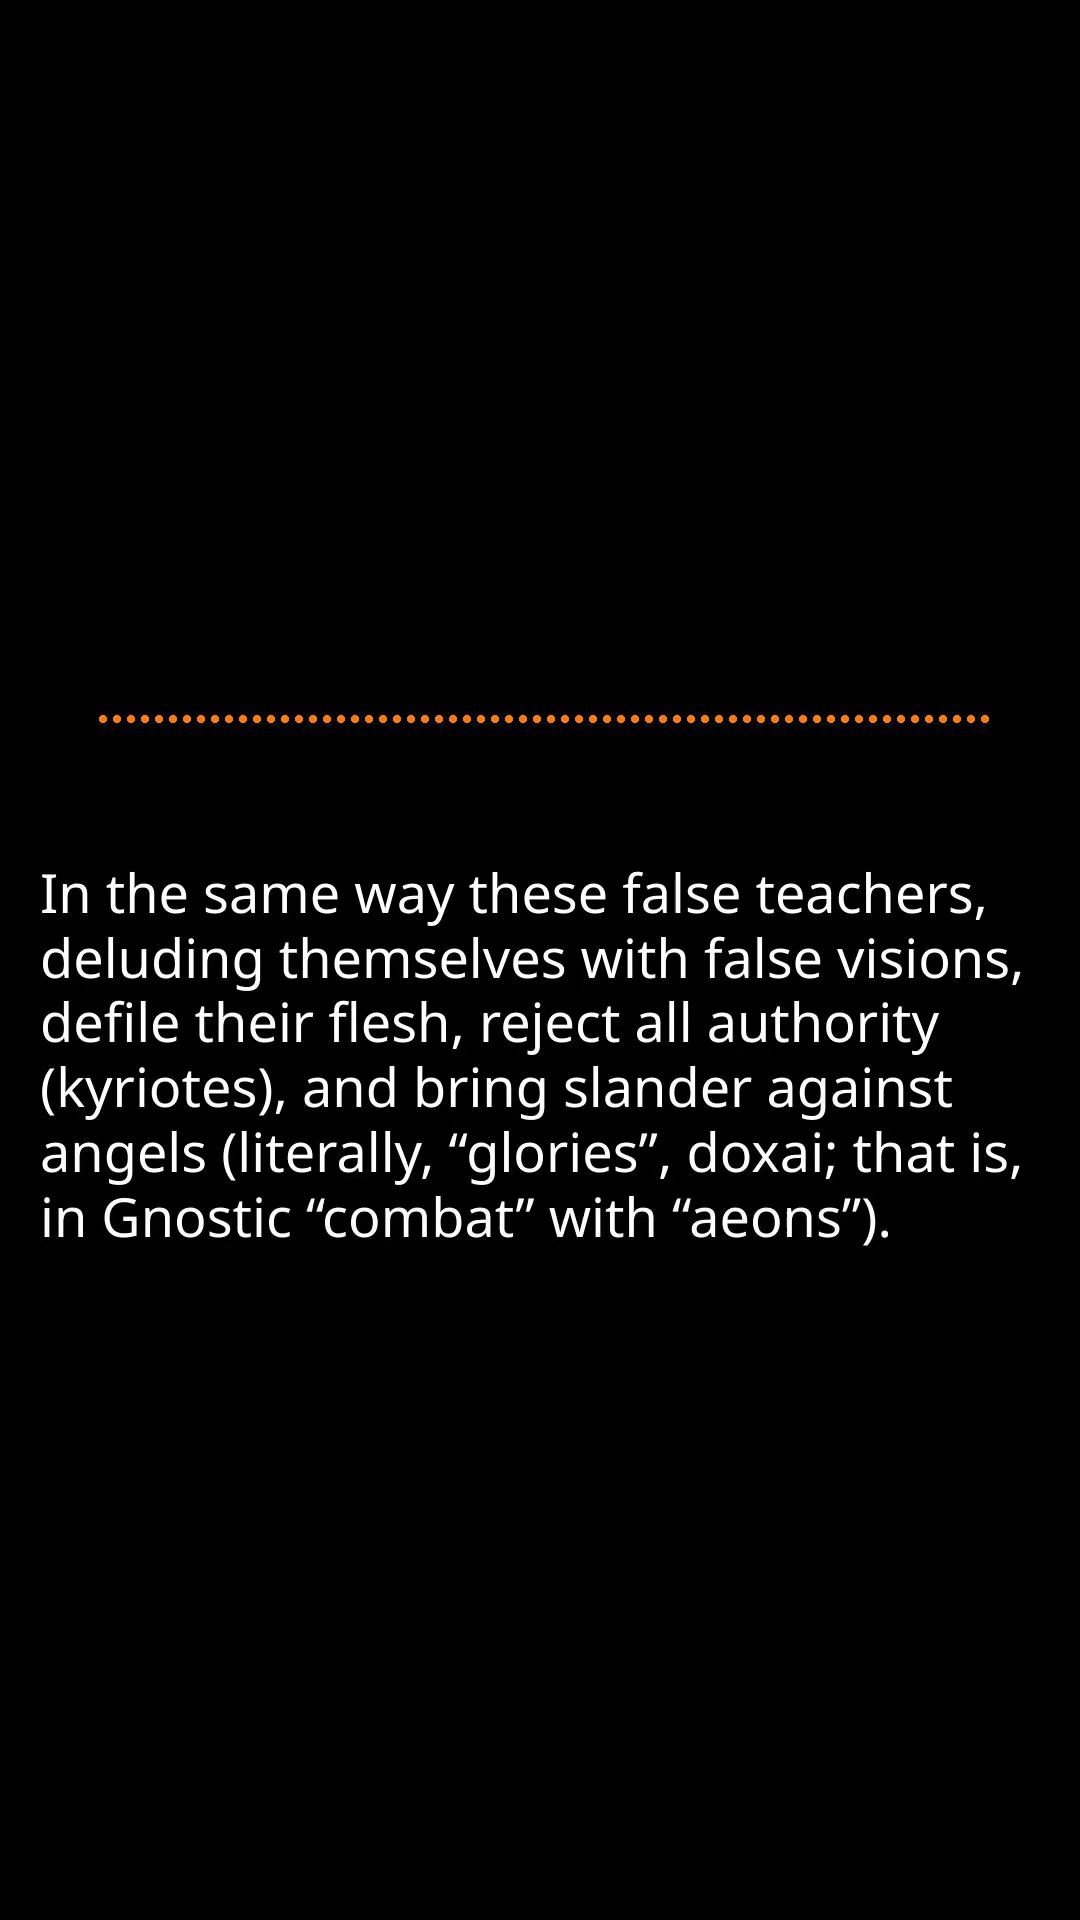 In the same way these false teachers,
deluding themselves with false visions,
defile their flesh, reject all authority
(kyriotes), and bring slander against
angels (literally, “glories”, doxai; that is,
in Gnostic “combat” with “aeons”).